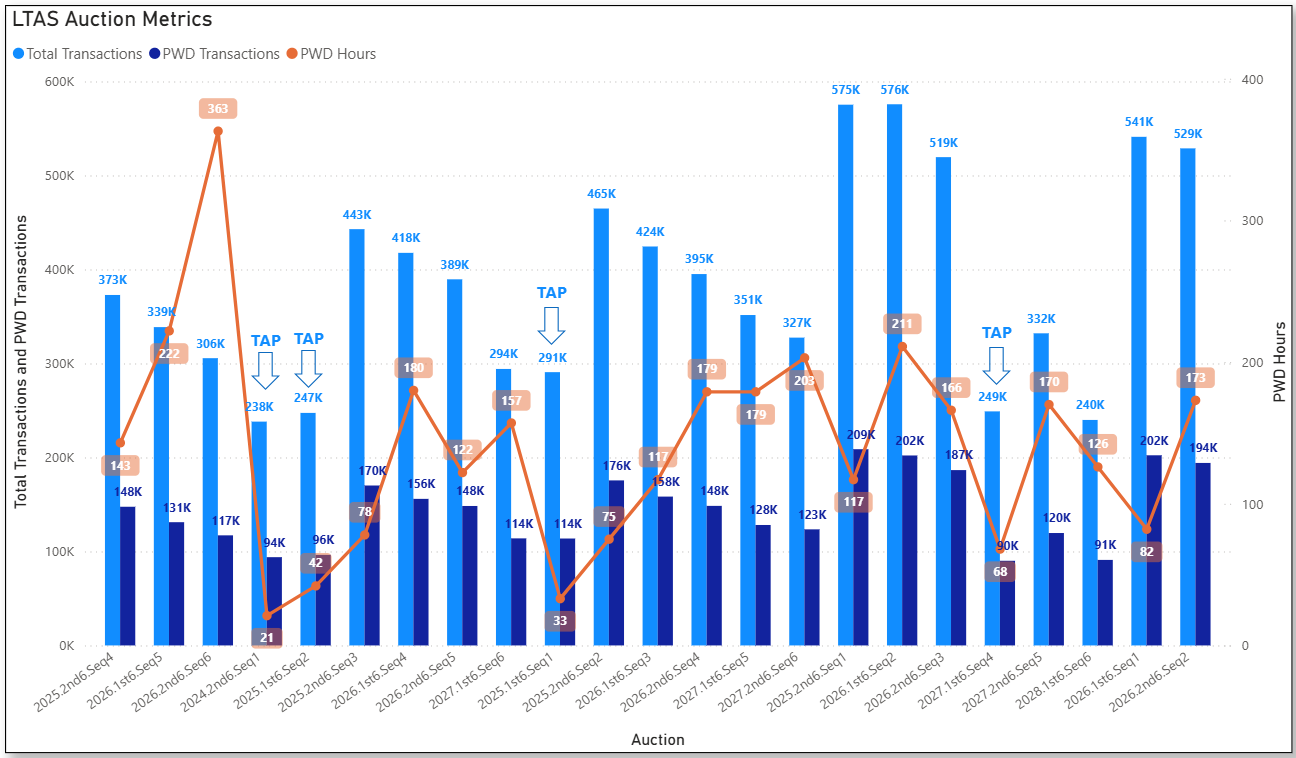 LTAS Auction Metrics
Total Transactions PWD Transactions PWD Hours
600K
500K
400K
300K
200K
100K
0K
400
300
200
100
0
Total Transactions and PWD Transactions
PWD Hours
373K
339K
306K
238K
247K
443K
418K
389K
294K
291K
465K
424K
395K
351K
327K
575K
576K
519K
249K
332K
240K
541K
529K
148K
131K
117K
94K
96K
170K
156K
148K
114K
114K
176K
158K
148K
128K
123K
209K
202K
187K
90K
120K
91K
202K
194K
143
222
363
21
42
78
180
122
157
33
75
117
179
179
203
117
211
166
68
170
126
82
173
TAP
TAP
TAP
TAP
2025.2nd6.Seq4
2026.1st6.Seq5
2026.2nd6.Seq6
2024.2nd6.Seq1
2025.1st6.Seq2
2025.2nd6.Seq3
2026.1st6.Seq4
2026.2nd6.Seq5
2027.1st6.Seq6
2025.1st6.Seq1
2025.2nd6.Seq2
2026.1st6.Seq3
2026.2nd6.Seq4
2027.1st6.Seq5
2027.2nd6.Seq6
2025.2nd6.Seq1
2026.1st6.Seq2
2026.2nd6.Seq3
2027.1st6.Seq4
2027.2nd6.Seq5
2028.1st6.Seq6
2026.1st6.Seq1
2026.2nd6.Seq2
Auction